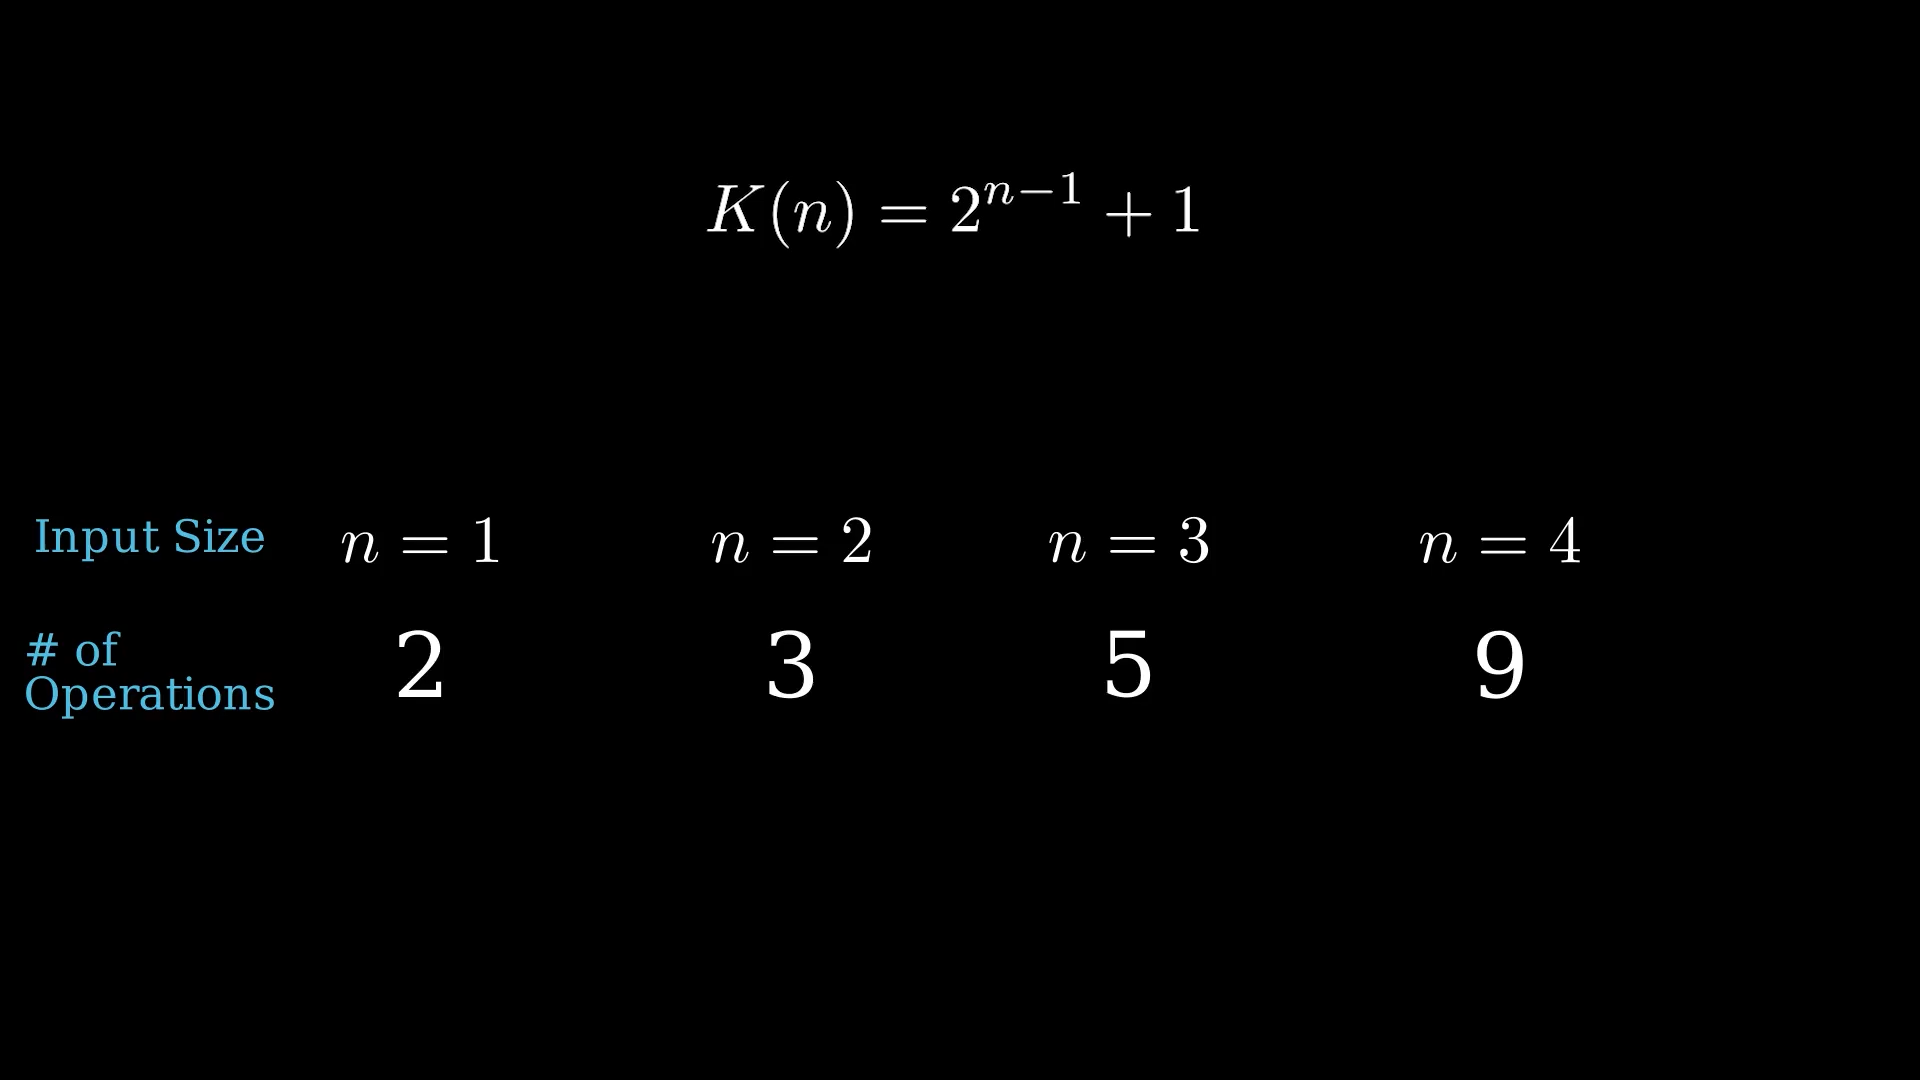 K(n) = 2^{n-1} + 1
Input Size n = 1 n = 2 n = 3 n = 4
# of
Operations 2 3 5 9